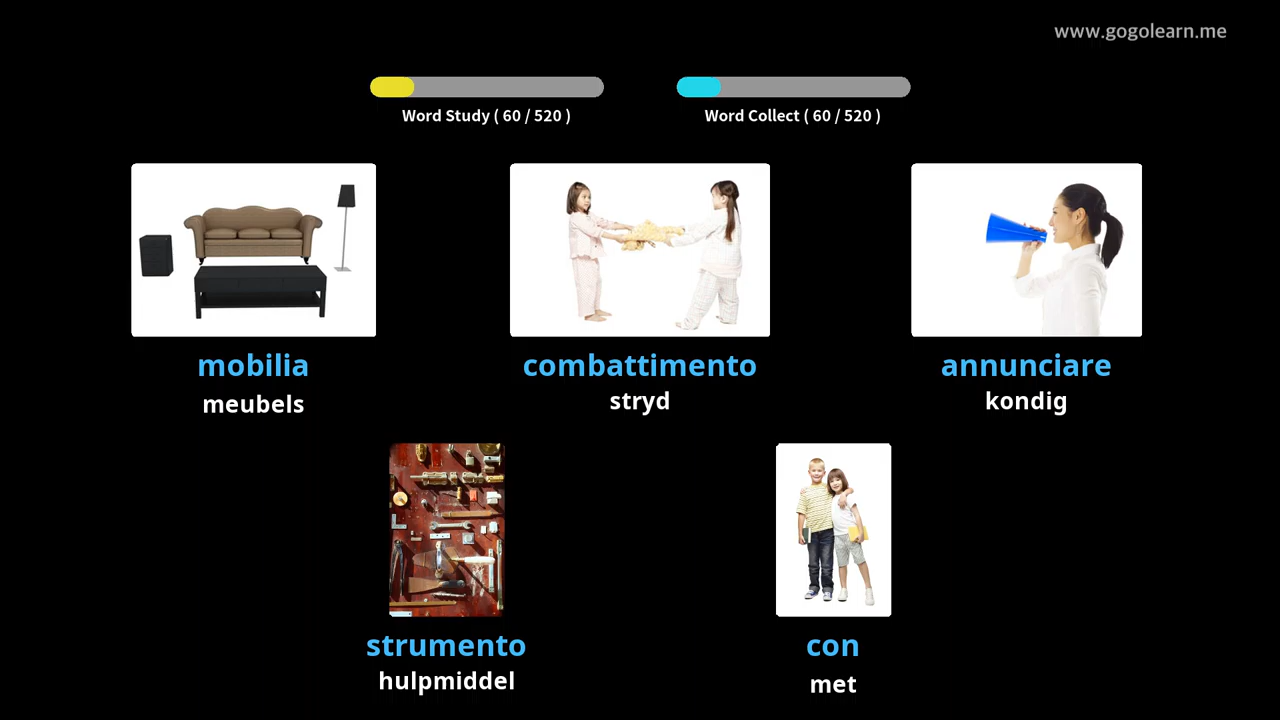 www.gogolearn.me
Word Study ( 60 / 520 )
Word Collect ( 60 / 520 )
mobilia
meubels
combattimento
stryd
annunciare
kondig
strumento
hulpmiddel
con
met